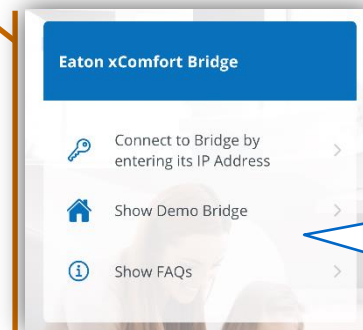 Eaton xComfort Bridge
Connect to Bridge by
entering its IP Address
Show Demo Bridge
Show FAQs